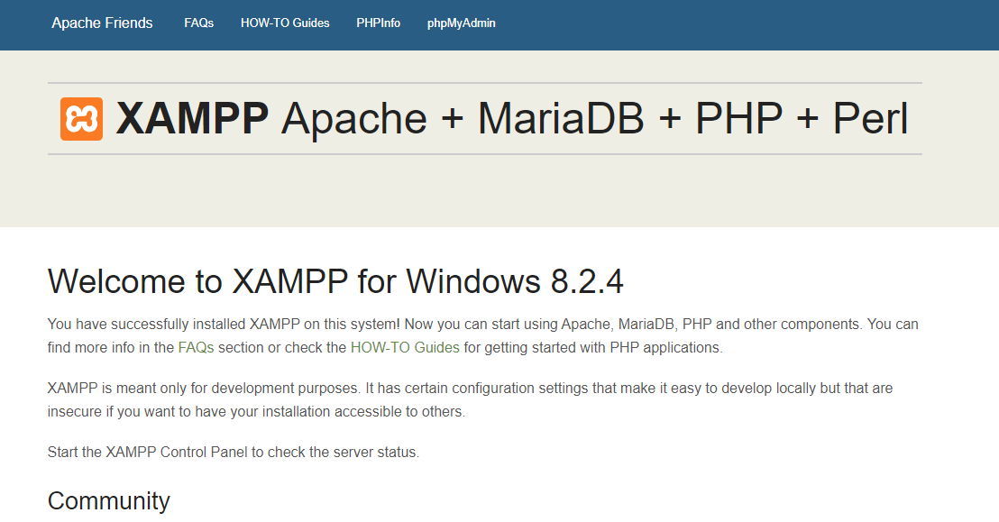 Apache Friends FAQs HOW-TO Guides PHPInfo phpMyAdmin
XAMPP Apache + MariaDB + PHP + Perl
Welcome to XAMPP for Windows 8.2.4
You have successfully installed XAMPP on this system! Now you can start using Apache, MariaDB, PHP and other components. You can
find more info in the FAQs section or check the HOW-TO Guides for getting started with PHP applications.
XAMPP is meant only for development purposes. It has certain configuration settings that make it easy to develop locally but that are
insecure if you want to have your installation accessible to others.
Start the XAMPP Control Panel to check the server status.
Community